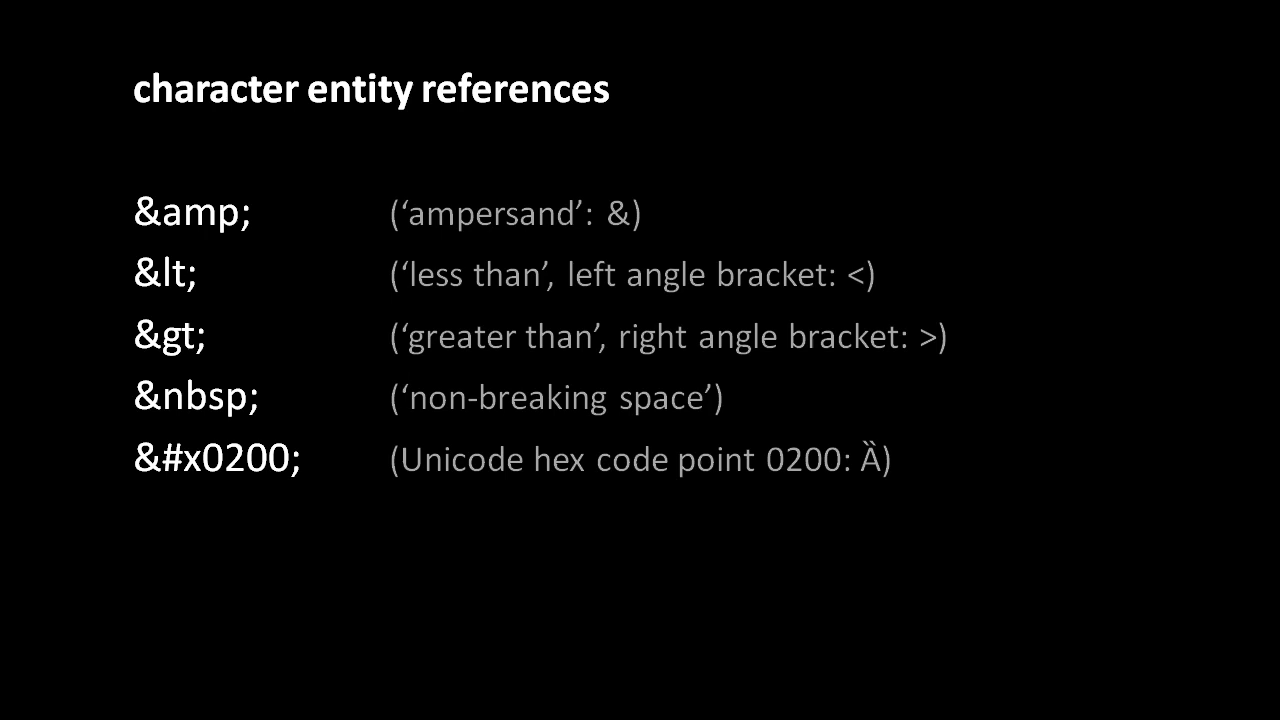 character entity references
&amp; (‘ampersand’: &)
&lt; (‘less than’, left angle bracket: <)
&gt; (‘greater than’, right angle bracket: >)
&nbsp; (‘non-breaking space’)
&#x0200; (Unicode hex code point 0200: Ȁ)